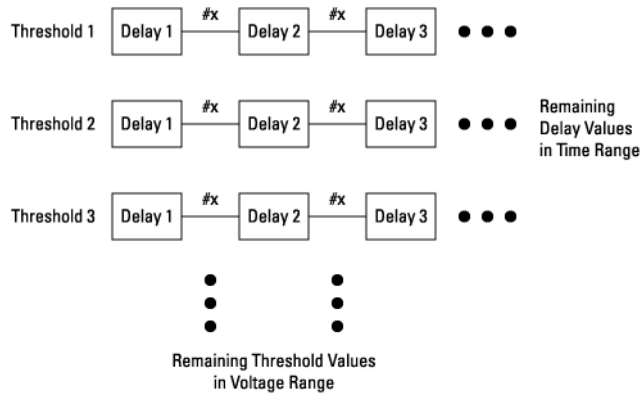 #x #x
Threshold 1 Delay 1 Delay 2 Delay 3
#x #x
Threshold 2 Delay 1 Delay 2 Delay 3
Remaining
Delay Values
in Time Range
#x #x
Threshold 3 Delay 1 Delay 2 Delay 3
Remaining Threshold Values
in Voltage Range